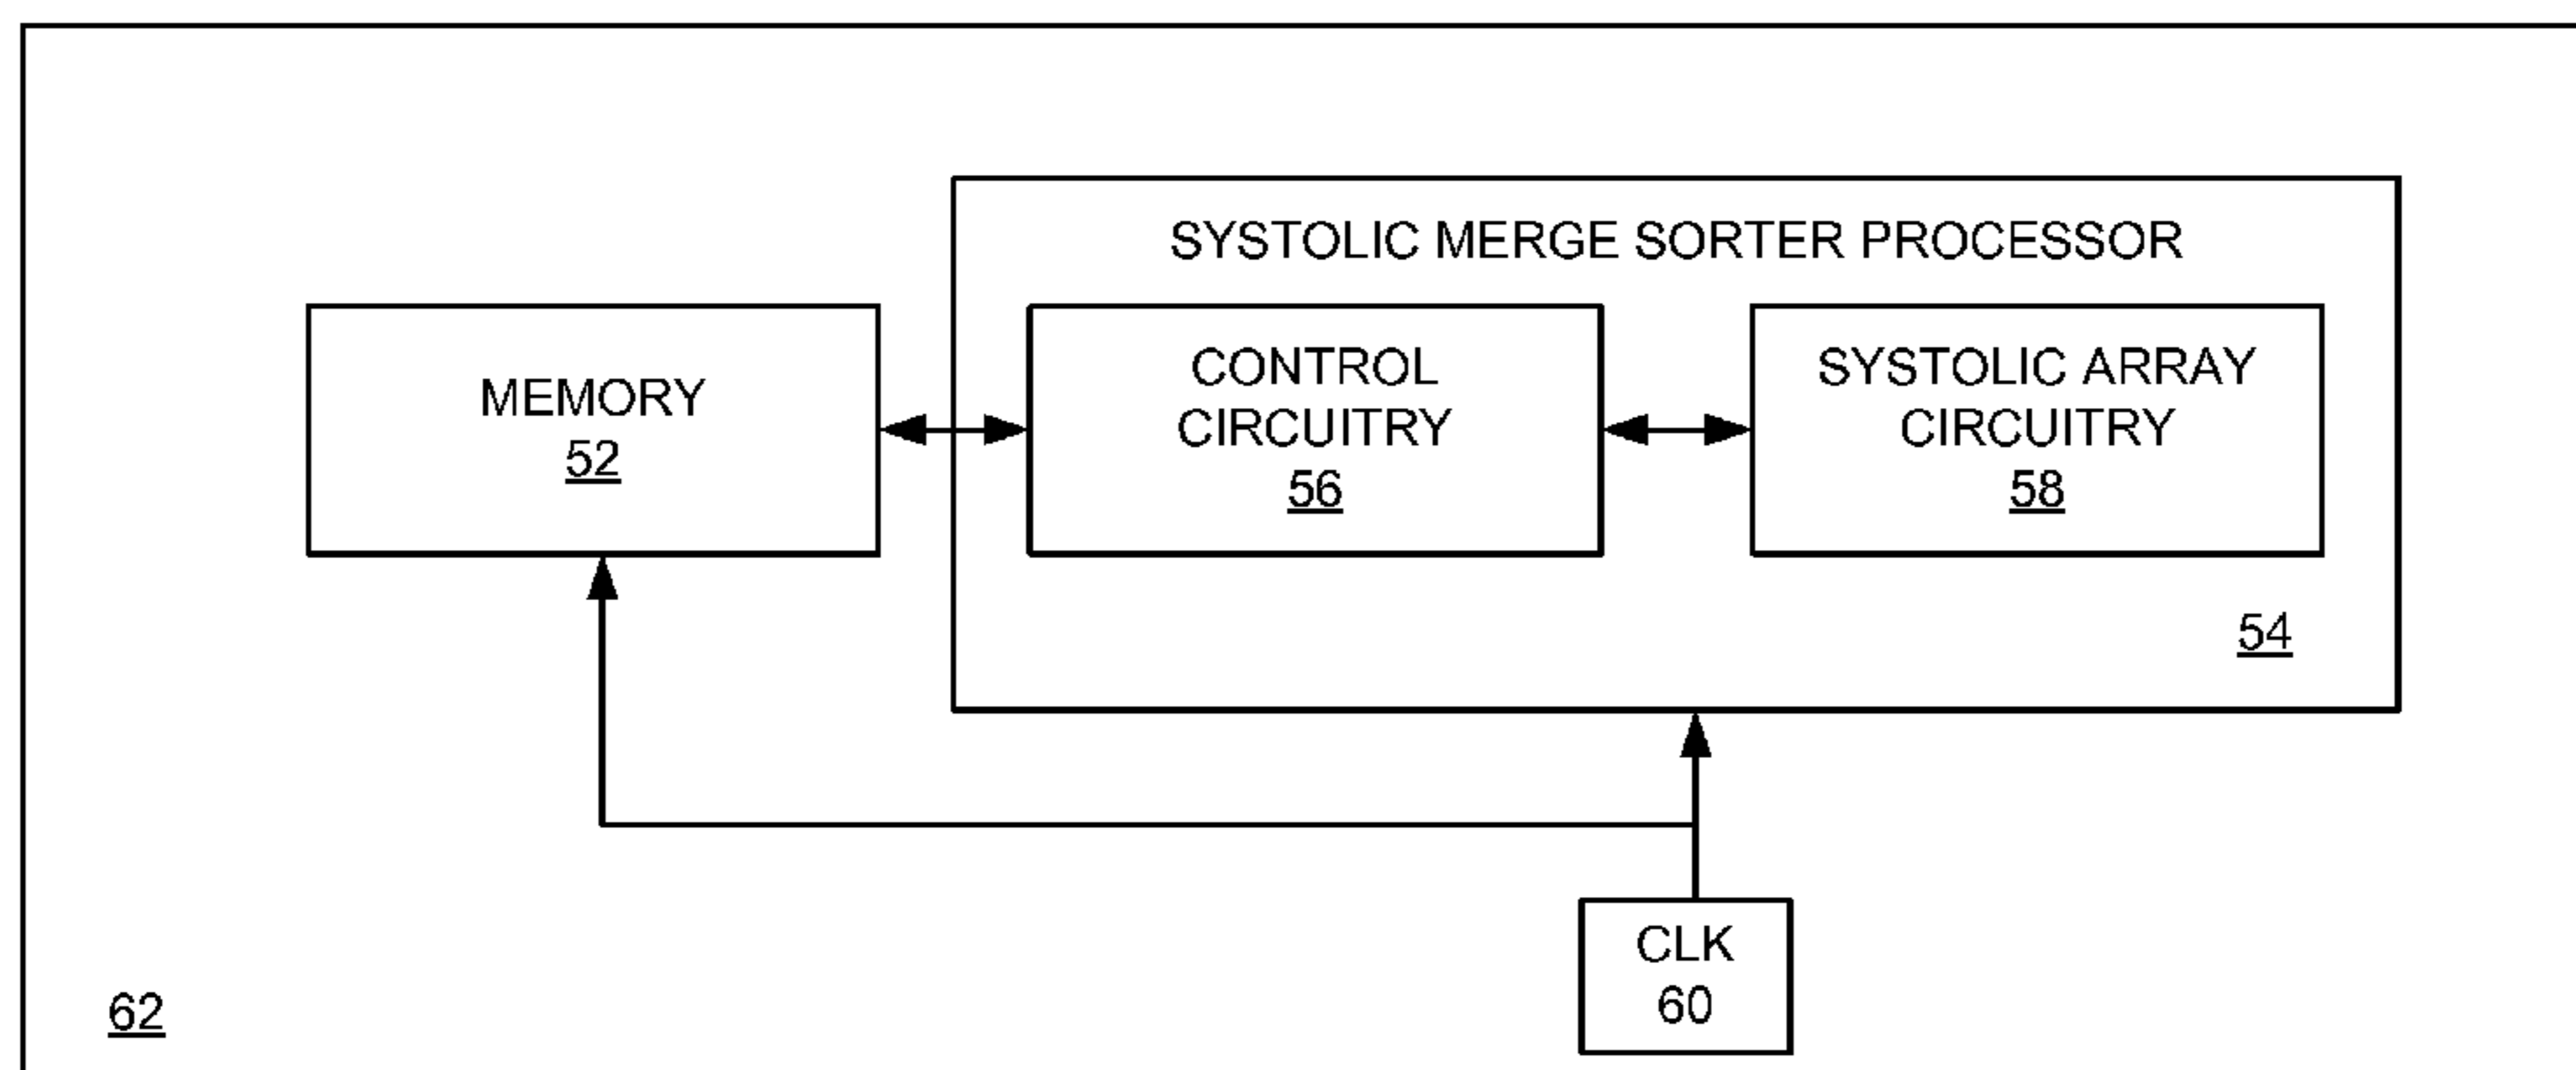 SYSTOLIC MERGE SORTER PROCESSOR
MEMORY
52
CONTROL
CIRCUITRY
56
SYSTOLIC ARRAY
CIRCUITRY
58
54
CLK
60
62